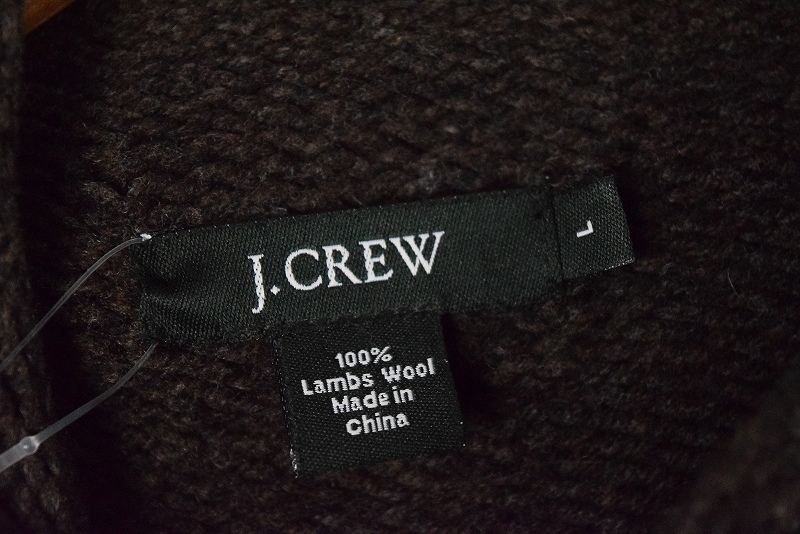 J.CREW
L
100%
Lambs Wool
Made in
China